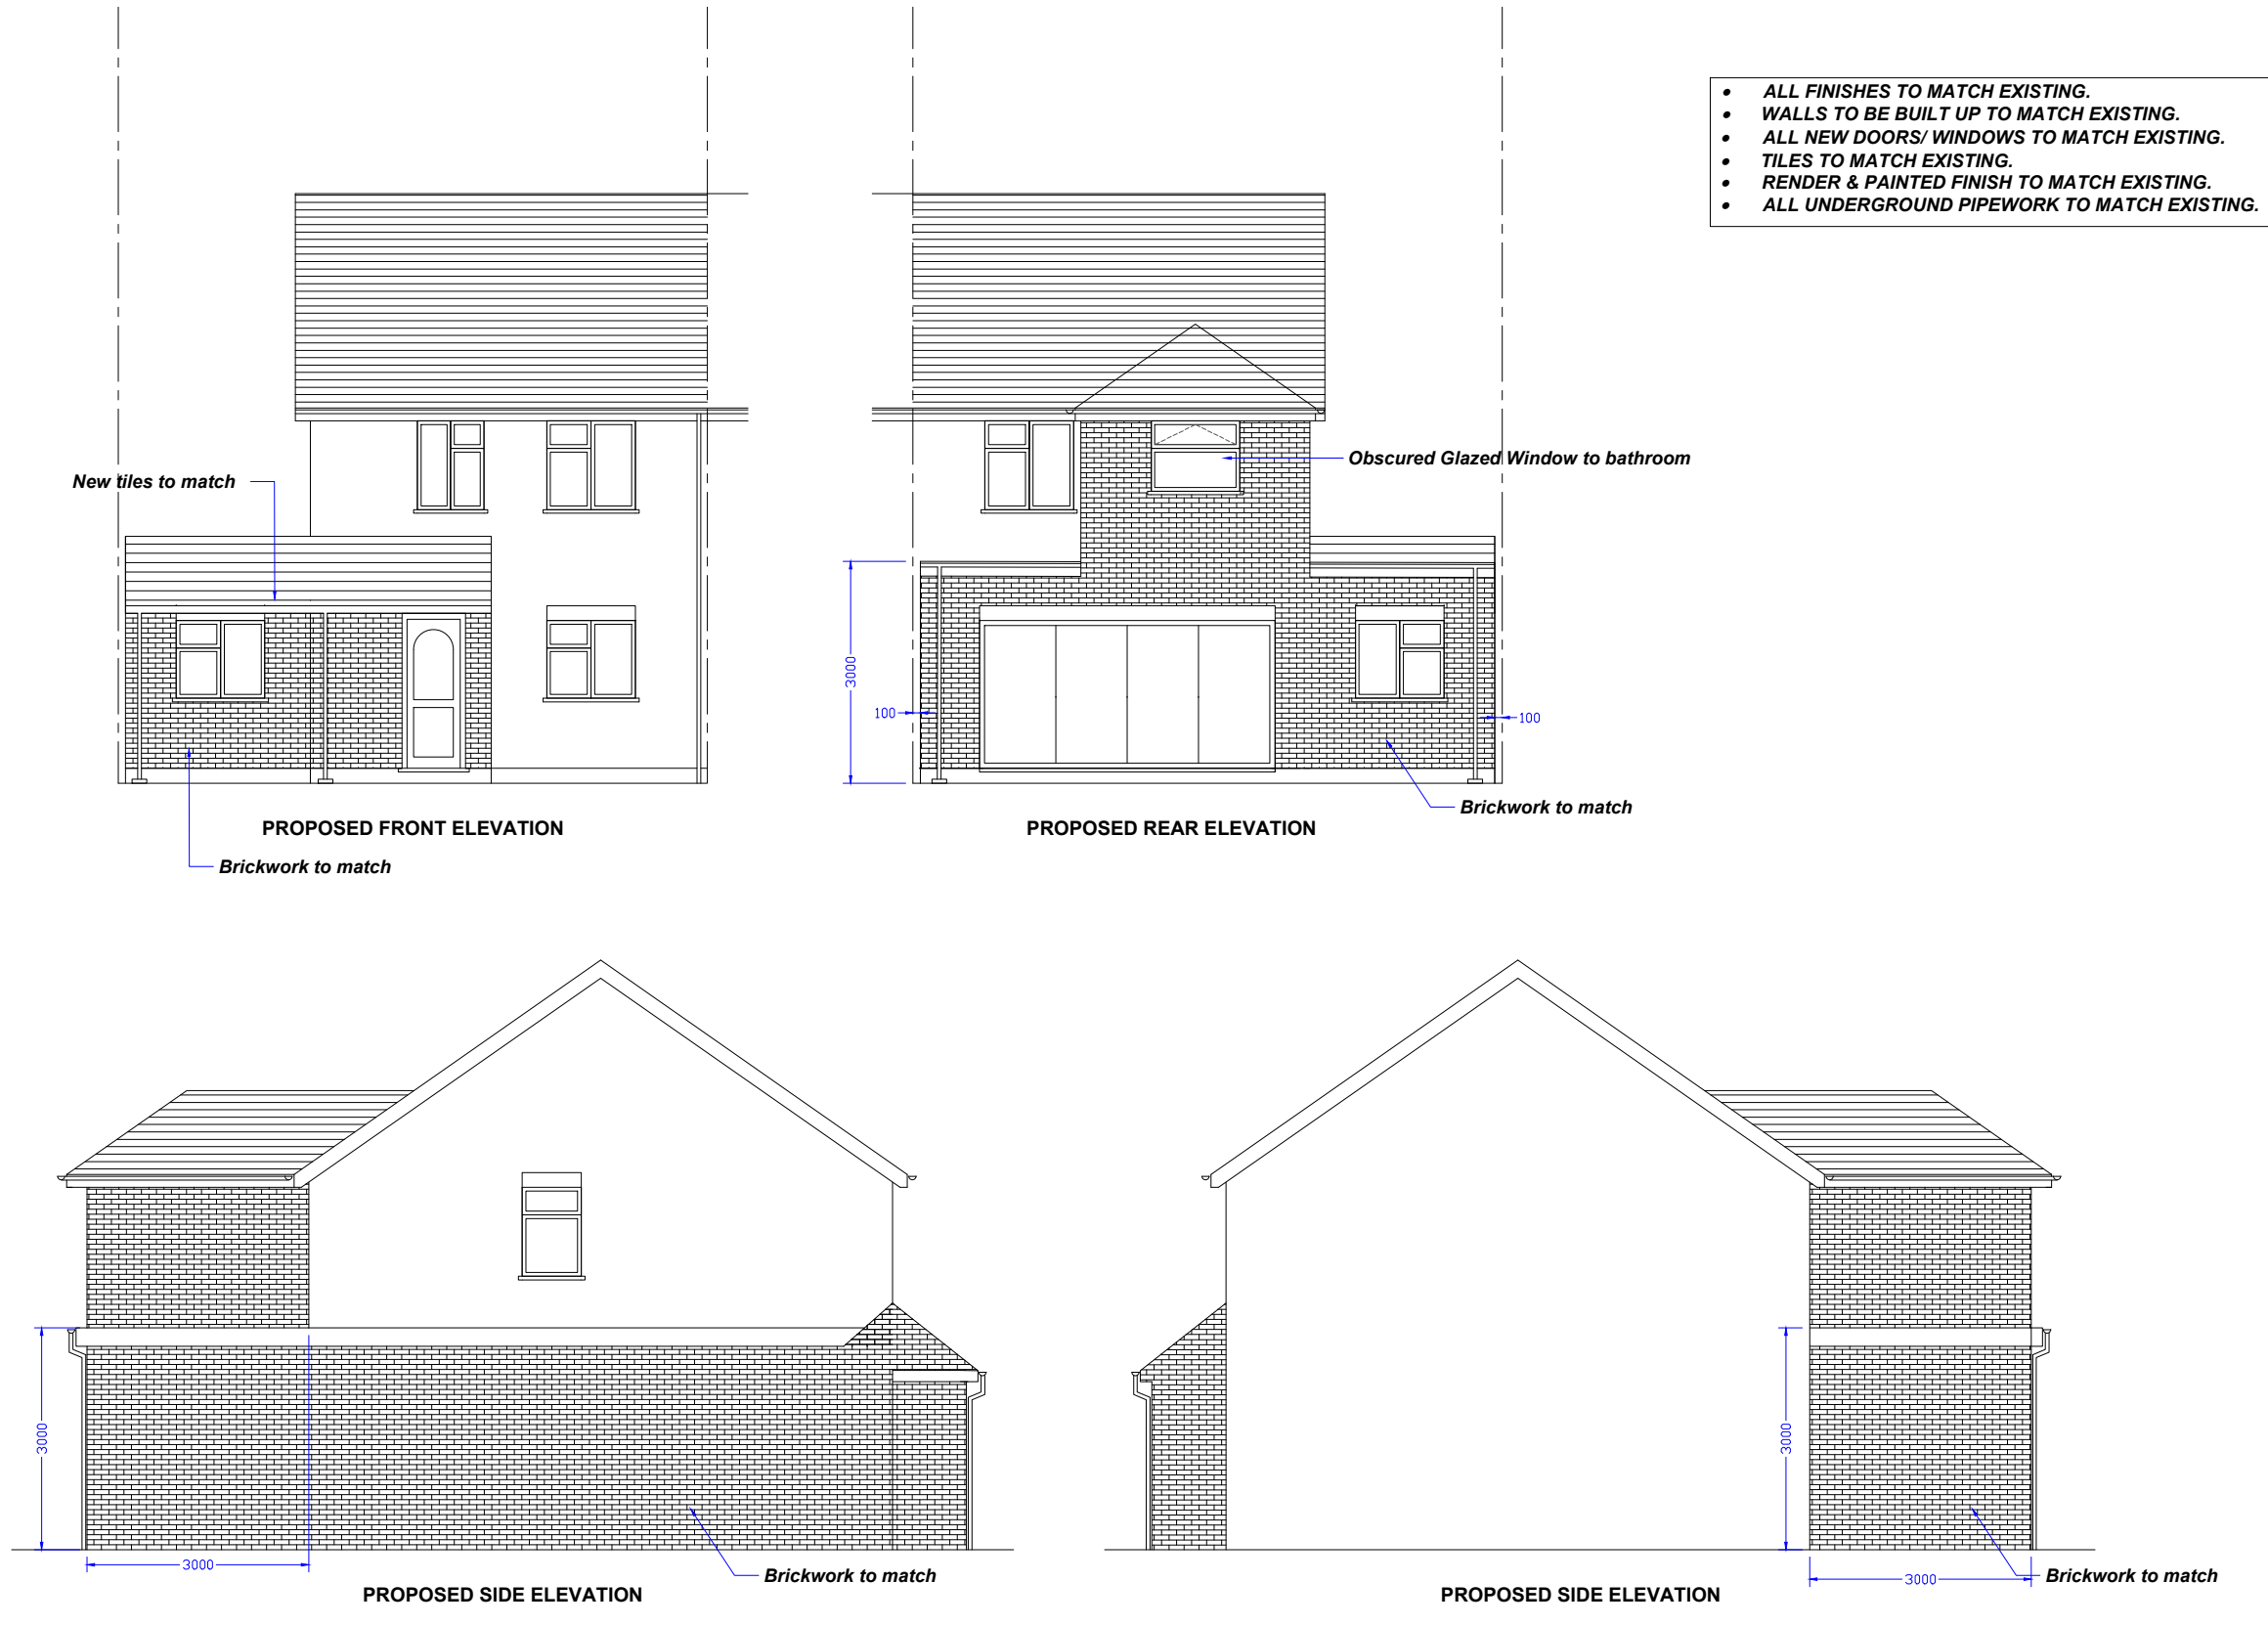 • ALL FINISHES TO MATCH EXISTING.
• WALLS TO BE BUILT UP TO MATCH EXISTING.
• ALL NEW DOORS/ WINDOWS TO MATCH EXISTING.
• TILES TO MATCH EXISTING.
• RENDER & PAINTED FINISH TO MATCH EXISTING.
• ALL UNDERGROUND PIPEWORK TO MATCH EXISTING.
New tiles to match
Obscured Glazed Window to bathroom
3000
100
100
Brickwork to match
PROPOSED FRONT ELEVATION
PROPOSED REAR ELEVATION
Brickwork to match
3000
3000
3000
3000
Brickwork to match
Brickwork to match
PROPOSED SIDE ELEVATION
PROPOSED SIDE ELEVATION